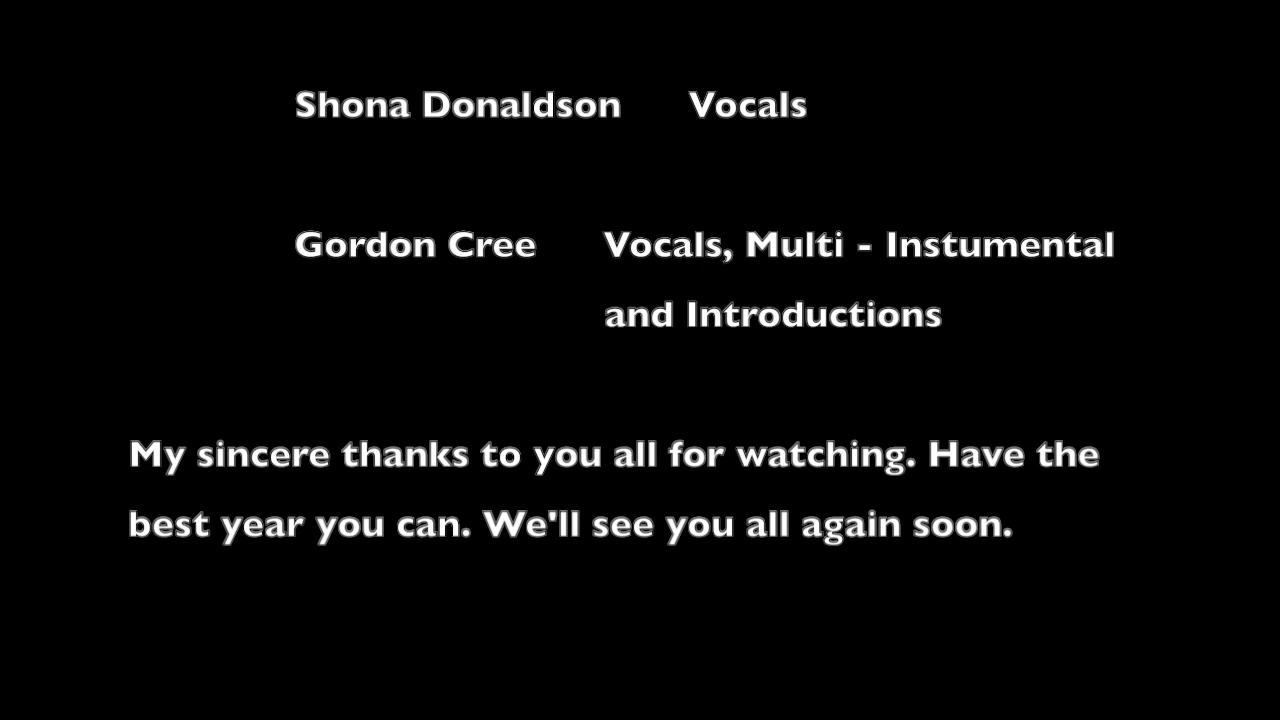 Shona Donaldson Vocals
Gordon Cree Vocals, Multi - Instumental
and Introductions
My sincere thanks to you all for watching. Have the
best year you can. We'll see you all again soon.